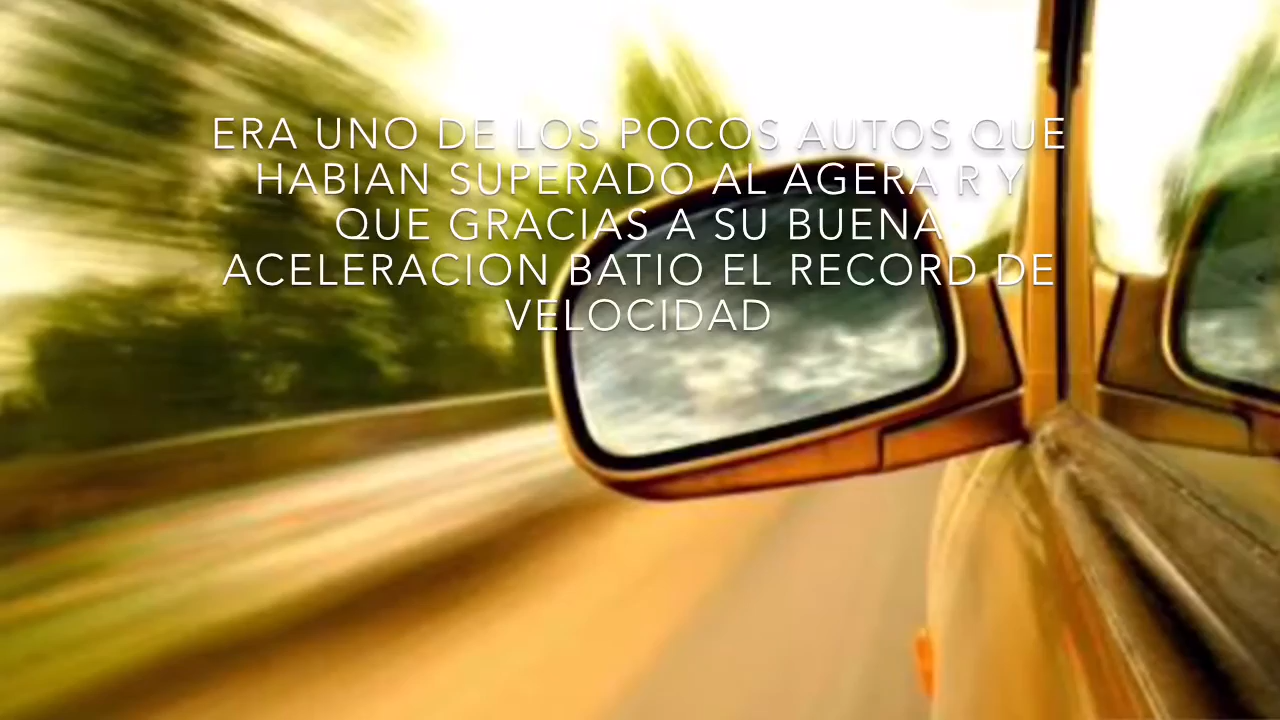 ERA UNO DE LOS POCOS AUTOS QUE
HABIAN SUPERADO AL AGERA R Y
QUE GRACIAS A SU BUENA
ACELERACION BATIO EL RECORD DE
VELOCIDAD